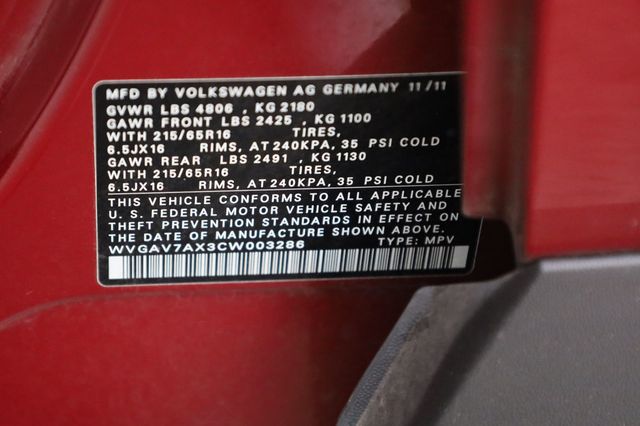 MFD BY VOLKSWAGEN AG GERMANY 11/11
GVWR LBS 4806 , KG 2180
GAWR FRONT LBS 2425 , KG 1100
WITH 215/65R16 TIRES,
6.5JX16 RIMS, AT 240KPA, 35 PSI COLD
GAWR REAR LBS 2491 , KG 1130
WITH 215/65R16 TIRES,
6.5JX16 RIMS, AT 240KPA, 35 PSI COLD
THIS VEHICLE CONFORMS TO ALL APPLICABLE
U. S. FEDERAL MOTOR VEHICLE SAFETY AND
THEFT PREVENTION STANDARDS IN EFFECT ON
THE DATE OF MANUFACTURE SHOWN ABOVE.
WVGAV7AX3CW003286 TYPE: MPV